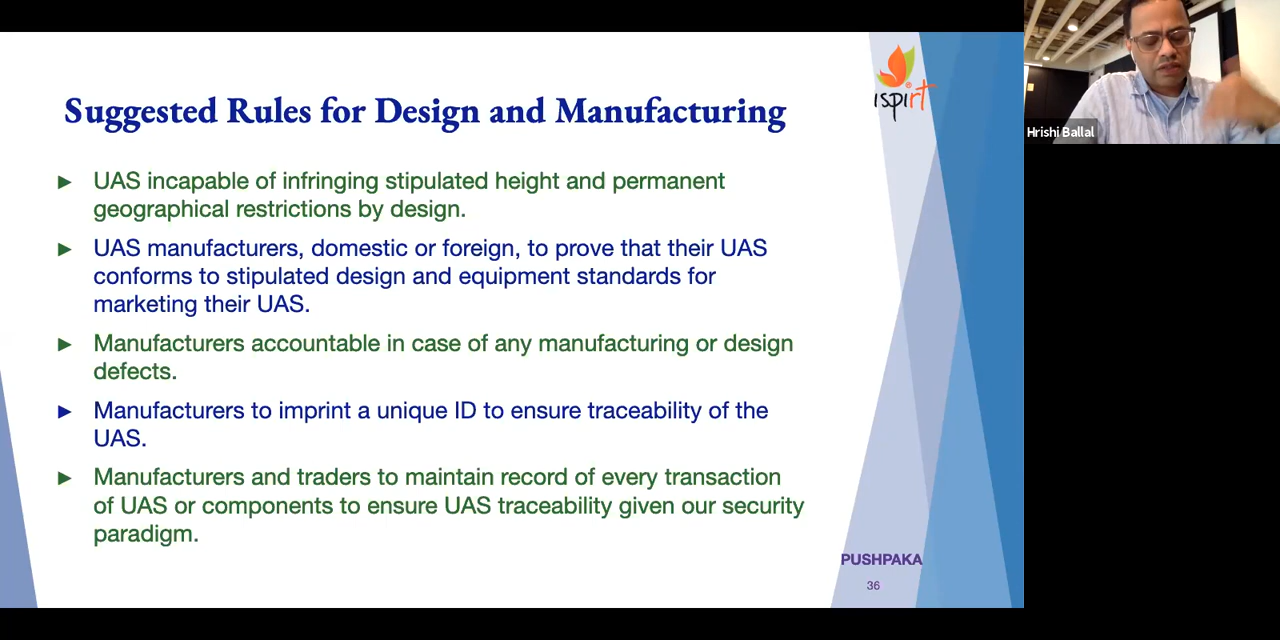 ispirt
Suggested Rules for Design and Manufacturing
Hrishi Ballal
► UAS incapable of infringing stipulated height and permanent
geographical restrictions by design.
► UAS manufacturers, domestic or foreign, to prove that their UAS
conforms to stipulated design and equipment standards for
marketing their UAS.
► Manufacturers accountable in case of any manufacturing or design
defects.
► Manufacturers to imprint a unique ID to ensure traceability of the
UAS.
► Manufacturers and traders to maintain record of every transaction
of UAS or components to ensure UAS traceability given our security
paradigm.
PUSHPAKA
36